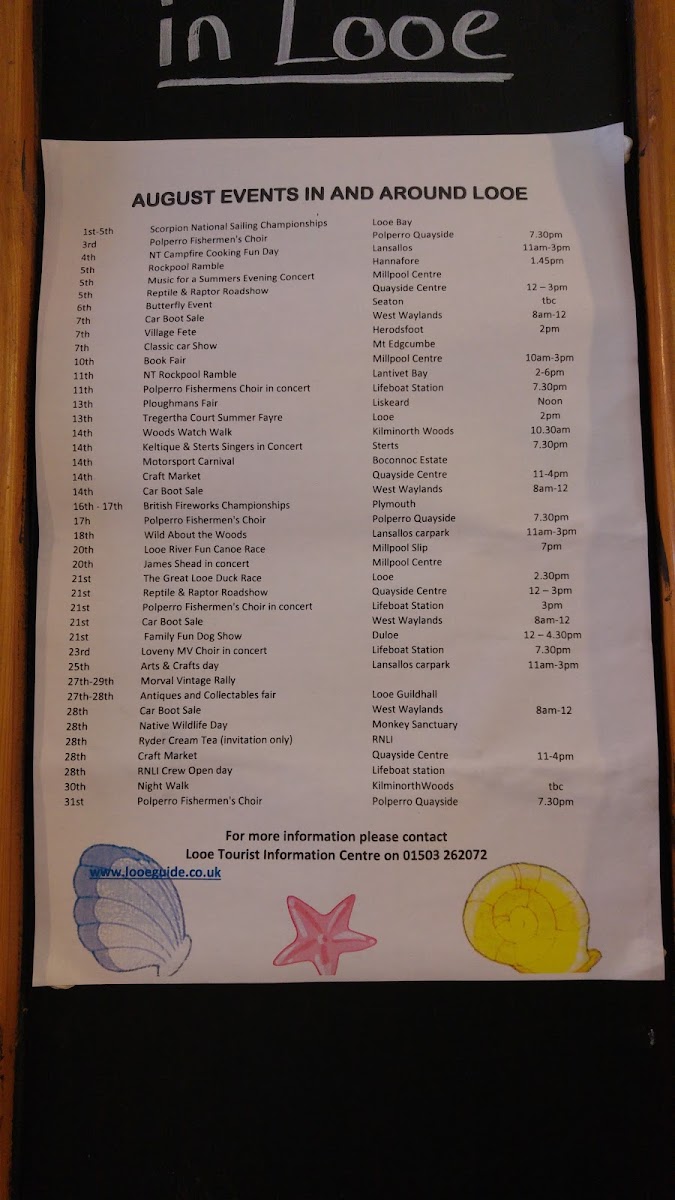 in Looe
AUGUST EVENTS IN AND AROUND LOOE
1st-5th Scorpion National Sailing Championships Looe Bay
3rd Polperro Fishermen's Choir Polperro Quayside 7.30pm
4th NT Campfire Cooking Fun Day Lansallos 11am-3pm
5th Rockpool Ramble Hannafore 1.45pm
5th Music for a Summers Evening Concert Millpool Centre
5th Reptile & Raptor Roadshow Quayside Centre 12 – 3pm
6th Butterfly Event Seaton tbc
7th Car Boot Sale West Waylands 8am-12
7th Village Fete Herodsfoot 2pm
7th Classic car Show Mt Edgcumbe
10th Book Fair Millpool Centre 10am-3pm
11th NT Rockpool Ramble Lantivet Bay 2-6pm
11th Polperro Fishermens Choir in concert Lifeboat Station 7.30pm
13th Ploughmans Fair Liskeard Noon
13th Tregertha Court Summer Fayre Looe 2pm
14th Woods Watch Walk Kilminorth Woods 10.30am
14th Keltique & Sterts Singers in Concert Sterts 7.30pm
14th Motorsport Carnival Boconnoc Estate
14th Craft Market Quayside Centre 11-4pm
14th Car Boot Sale West Waylands 8am-12
16th - 17th British Fireworks Championships Plymouth
17h Polperro Fishermen's Choir Polperro Quayside 7.30pm
18th Wild About the Woods Lansallos carpark 11am-3pm
20th Looe River Fun Canoe Race Millpool Slip 7pm
20th James Shead in concert Millpool Centre
21st The Great Looe Duck Race Looe 2.30pm
21st Reptile & Raptor Roadshow Quayside Centre 12 – 3pm
21st Polperro Fishermen's Choir in concert Lifeboat Station 3pm
21st Car Boot Sale West Waylands 8am-12
21st Family Fun Dog Show Duloe 12 – 4.30pm
23rd Loveny MV Choir in concert Lifeboat Station 7.30pm
25th Arts & Crafts day Lansallos carpark 11am-3pm
27th-29th Morval Vintage Rally
27th-28th Antiques and Collectables fair Looe Guildhall
28th Car Boot Sale West Waylands 8am-12
28th Native Wildlife Day Monkey Sanctuary
28th Ryder Cream Tea (invitation only) RNLI
28th Craft Market Quayside Centre 11-4pm
28th RNLI Crew Open day Lifeboat station
30th Night Walk KilminorthWoods tbc
31st Polperro Fishermen's Choir Polperro Quayside 7.30pm
For more information please contact
Looe Tourist Information Centre on 01503 262072
www.looeguide.co.uk